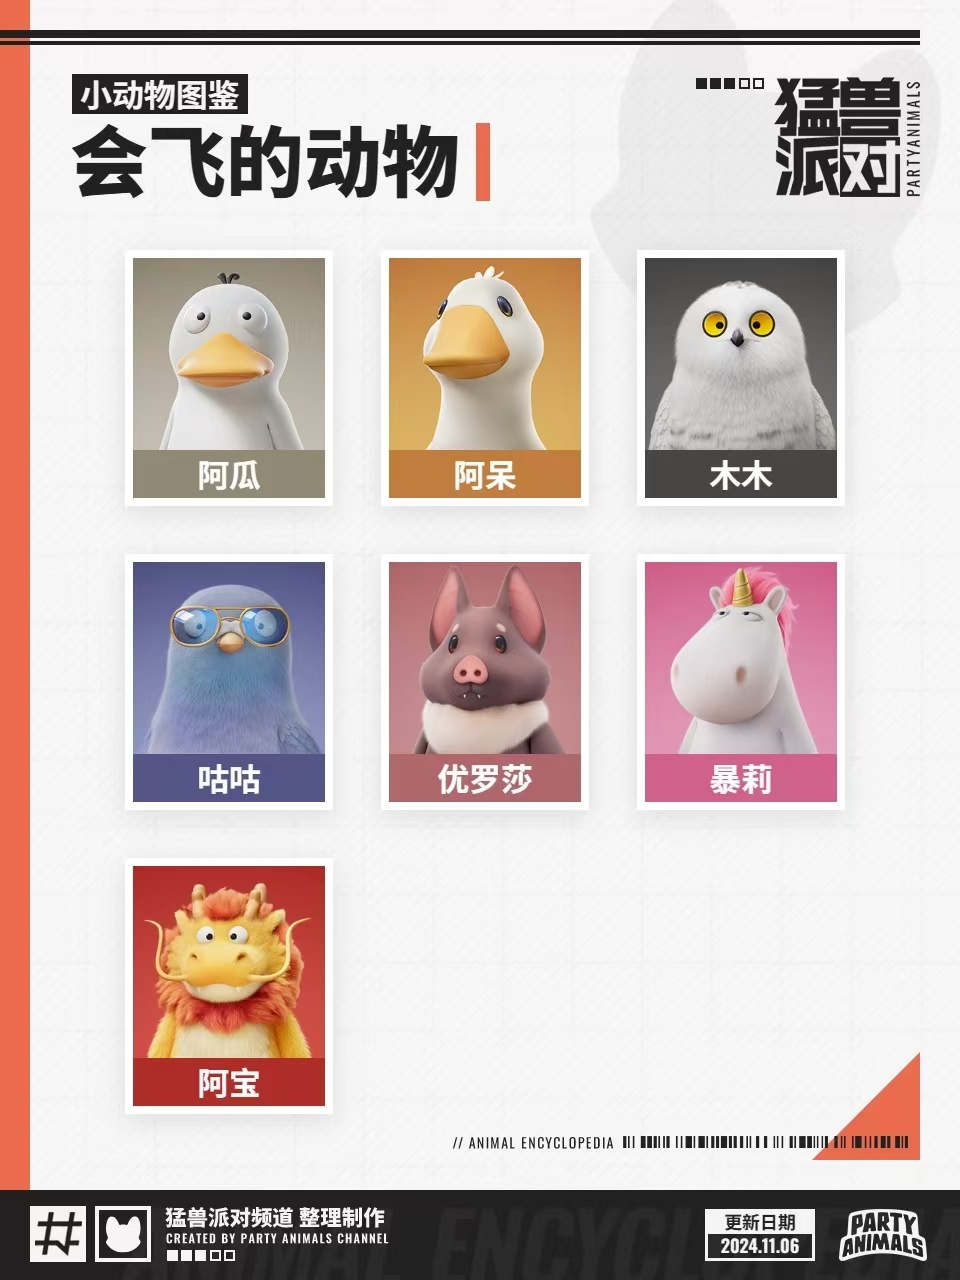 小动物图鉴
会飞的动物
猛兽
派对
PARTYANIMALS
阿瓜
阿呆
木木
咕咕
优罗莎
暴莉
阿宝
// ANIMAL ENCYCLOPEDIA
猛兽派对频道 整理制作
CREATED BY PARTY ANIMALS CHANNEL
更新日期
2024.11.06
PARTY
ANIMALS